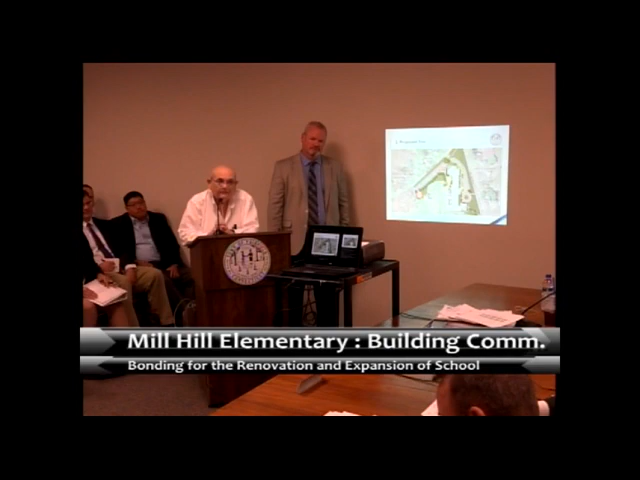 Mill Hill Elementary : Building Comm.
Bonding for the Renovation and Expansion of School